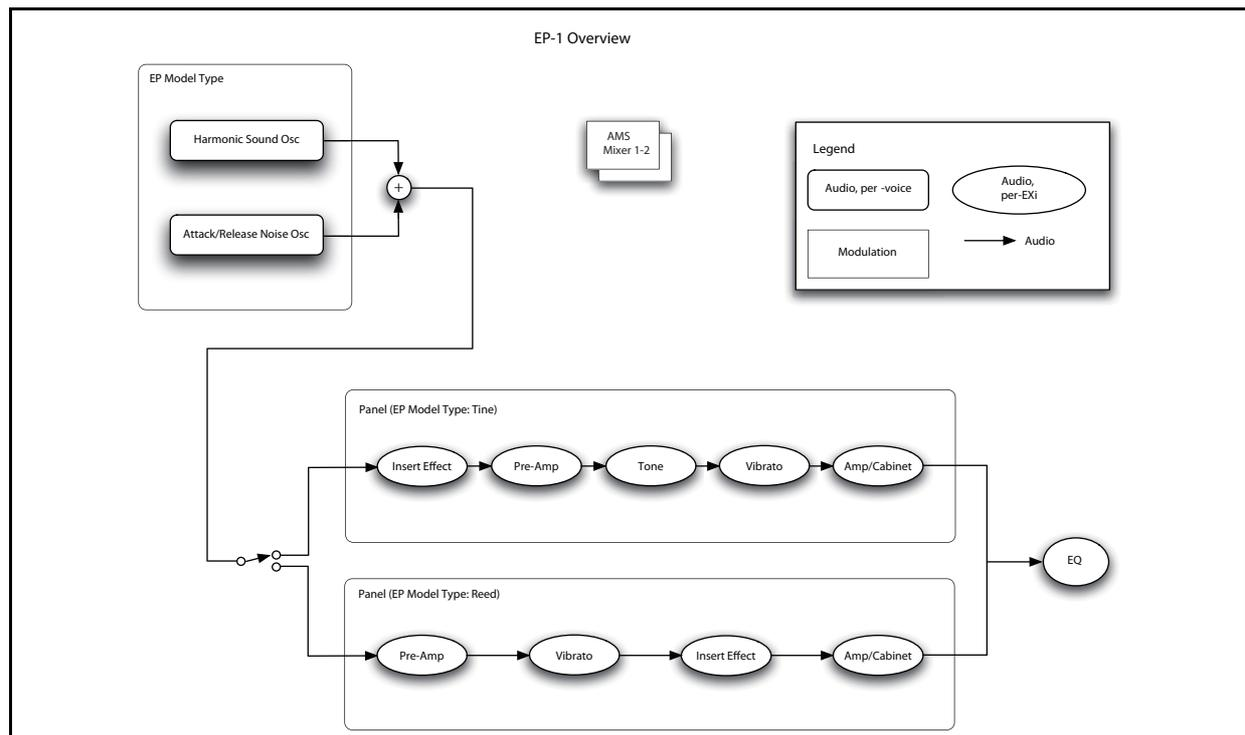 EP-1 Overview
EP Model Type
Harmonic Sound Osc
+
Attack/Release Noise Osc
AMS
Mixer 1-2
Legend
Audio, per -voice
Audio,
per-EXi
Modulation
Audio
Panel (EP Model Type: Tine)
Insert Effect
Pre-Amp
Tone
Vibrato
Amp/Cabinet
EQ
Panel (EP Model Type: Reed)
Pre-Amp
Vibrato
Insert Effect
Amp/Cabinet